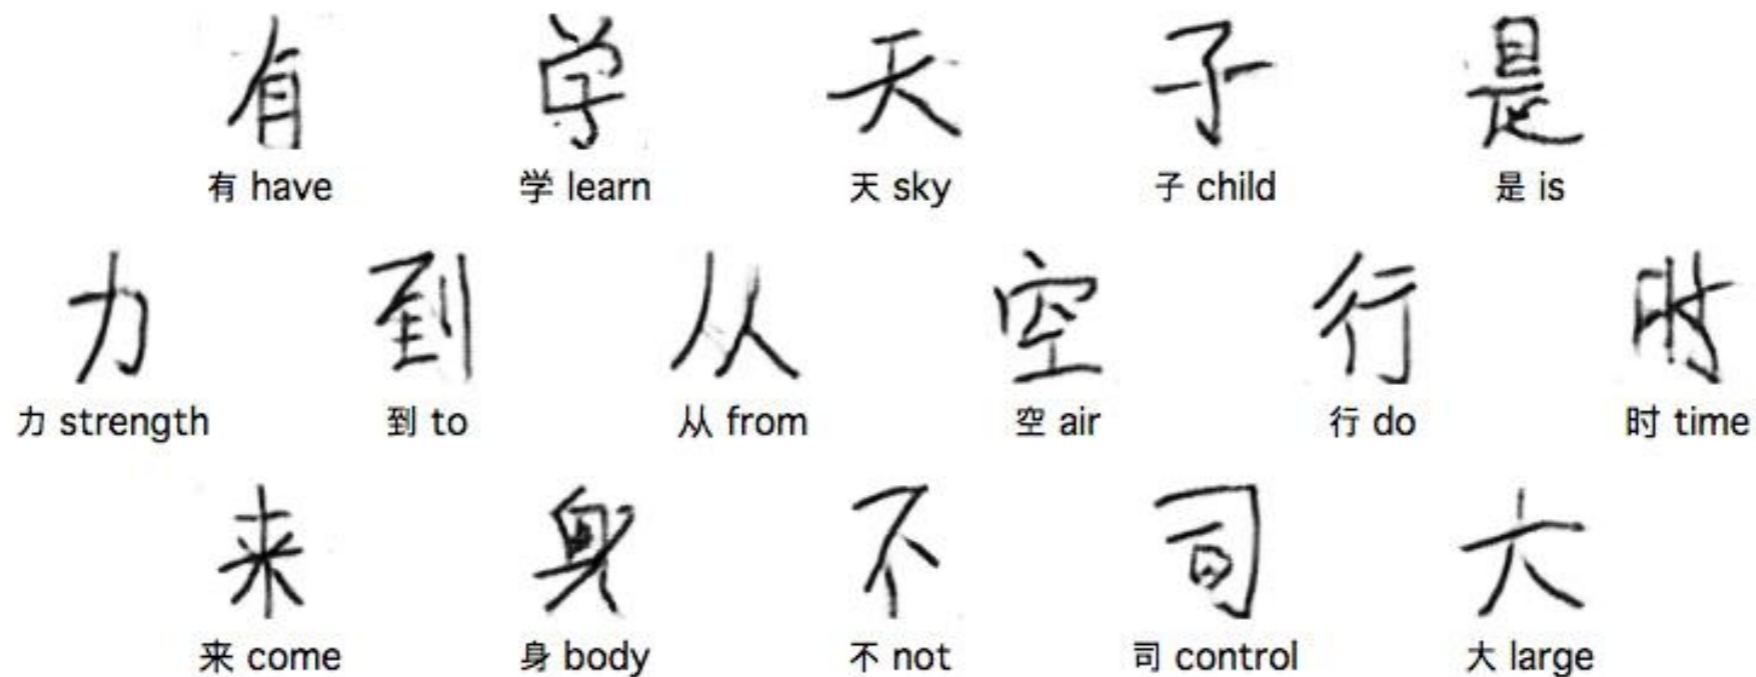 有 学 天 子 是
有 have 学 learn 天 sky 子 child 是 is
力 到 从 空 行 时
力 strength 到 to 从 from 空 air 行 do 时 time
来 身 不 司 大
来 come 身 body 不 not 司 control 大 large